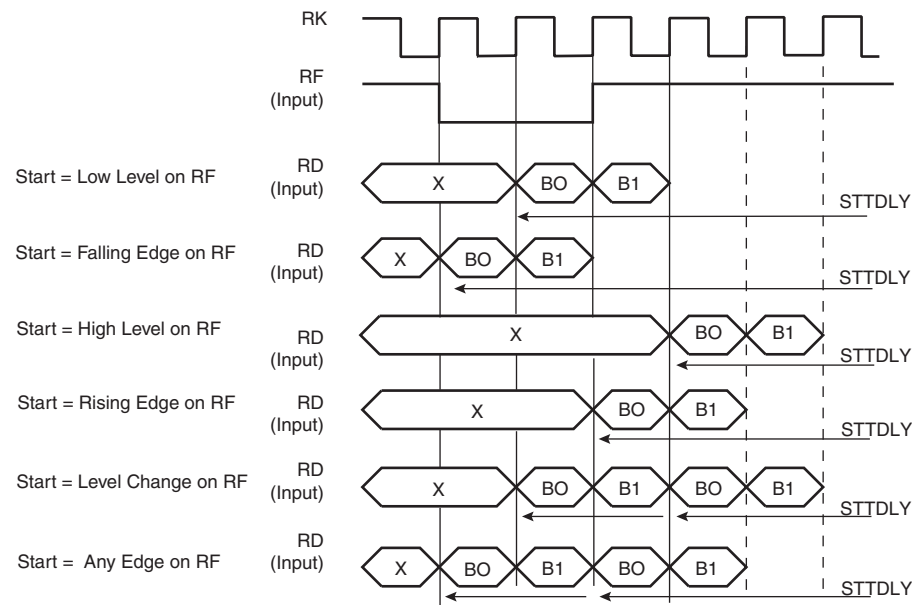 RK
RF
(Input)
Start = Low Level on RF
RD
(Input)
X
BO
B1
STTDLY
Start = Falling Edge on RF
RD
(Input)
X
BO
B1
STTDLY
Start = High Level on RF
RD
(Input)
X
BO
B1
STTDLY
Start = Rising Edge on RF
RD
(Input)
X
BO
B1
STTDLY
Start = Level Change on RF
RD
(Input)
X
BO
B1
BO
B1
STTDLY
Start = Any Edge on RF
RD
(Input)
X
BO
B1
BO
B1
STTDLY